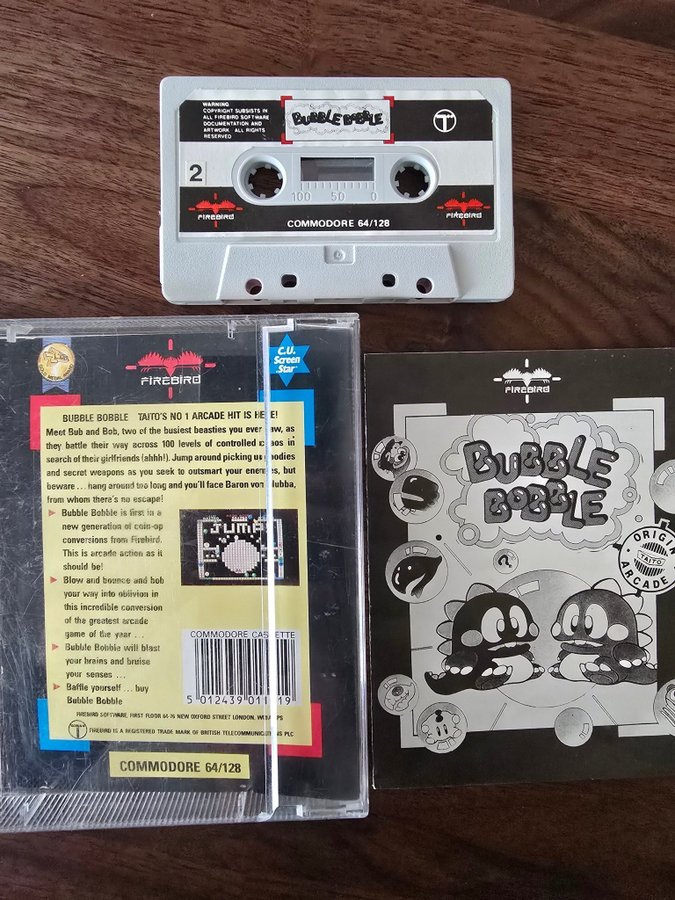 WARNING
COPYRIGHT SUBSISTS IN
ALL FIREBIRD SOFTWARE
DOCUMENTATION AND
ARTWORK ALL RIGHTS
RESERVED
BUBBLE BOBBLE
T
2
100 50 0
FIREBIRD
COMMODORE 64/128
FIREBIRD
FIREBIRD
C.U.
Screen
Star
BUBBLE BOBBLE TAITO'S NO 1 ARCADE HIT IS HERE!
Meet Bub and Bob, two of the busiest beasties you ever saw, as
they battle their way across 100 levels of controlled chaos in
search of their girlfriends (ahhh!). Jump around picking up goodies
and secret weapons as you seek to outsmart your enemies, but
beware ... hang around too long and you'll face Baron von Blubba,
from whom there's no escape!
Bubble Bobble is first in a
new generation of coin-op
conversions from Firebird.
This is arcade action as it
should be!
Blow and bounce and bob
your way into oblivion in
this incredible conversion
of the greatest arcade
game of the year ...
Bubble Bobble will blast
your brains and bruise
your senses ...
Baffle yourself ... buy
Bubble Bobble
JUMP
COMMODORE CASSETTE
5 012439 011
FIREBIRD SOFTWARE, FIRST FLOOR 64-76 NEW OXFORD STREET LONDON,
FIREBIRD IS A REGISTERED TRADE MARK OF BRITISH TELECOMMUNICATIONS PLC
COMMODORE 64/128
FIREBIRD
BUBBLE
BOBBLE
ORIGIN
TAITO
ARCADE